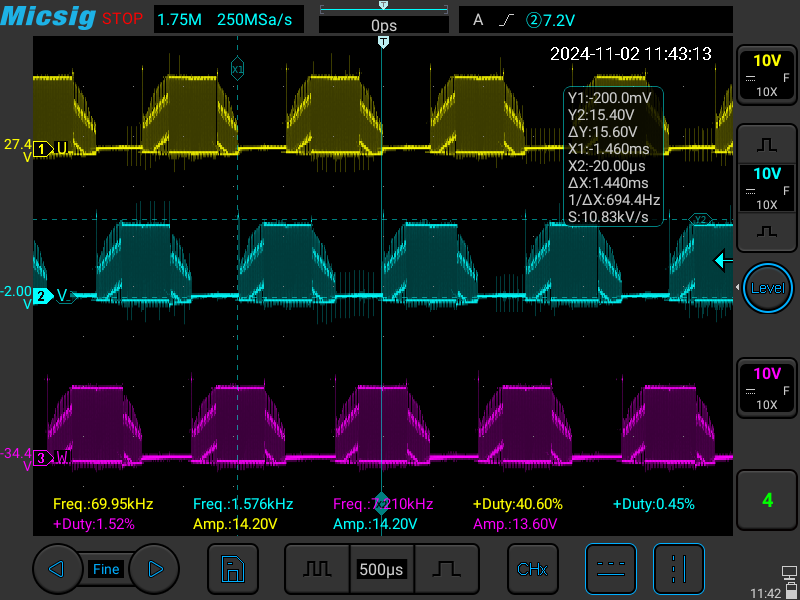 Micsig STOP 1.75M 250MSa/s 0ps A ②7.2V
T
2024-11-02 11:43:13
X1
Y1:-200.0mV
Y2:15.40V
ΔY:15.60V
X1:-1.460ms
X2:-20.00μs
ΔX:1.440ms
1/ΔX:694.4Hz
S:10.83kV/s
27.4 V
1 U
Y2
-2.00 V
2 V
-34.4 V
3 W
10V
F
10X
10V
F
10X
Level
10V
F
10X
4
Freq.:69.95kHz Freq.:1.576kHz +Duty:40.60% +Duty:0.45%
+Duty:1.52% Amp.:14.20V Amp.:14.20V Amp.:13.60V
Fine 500μs CHx
11:42